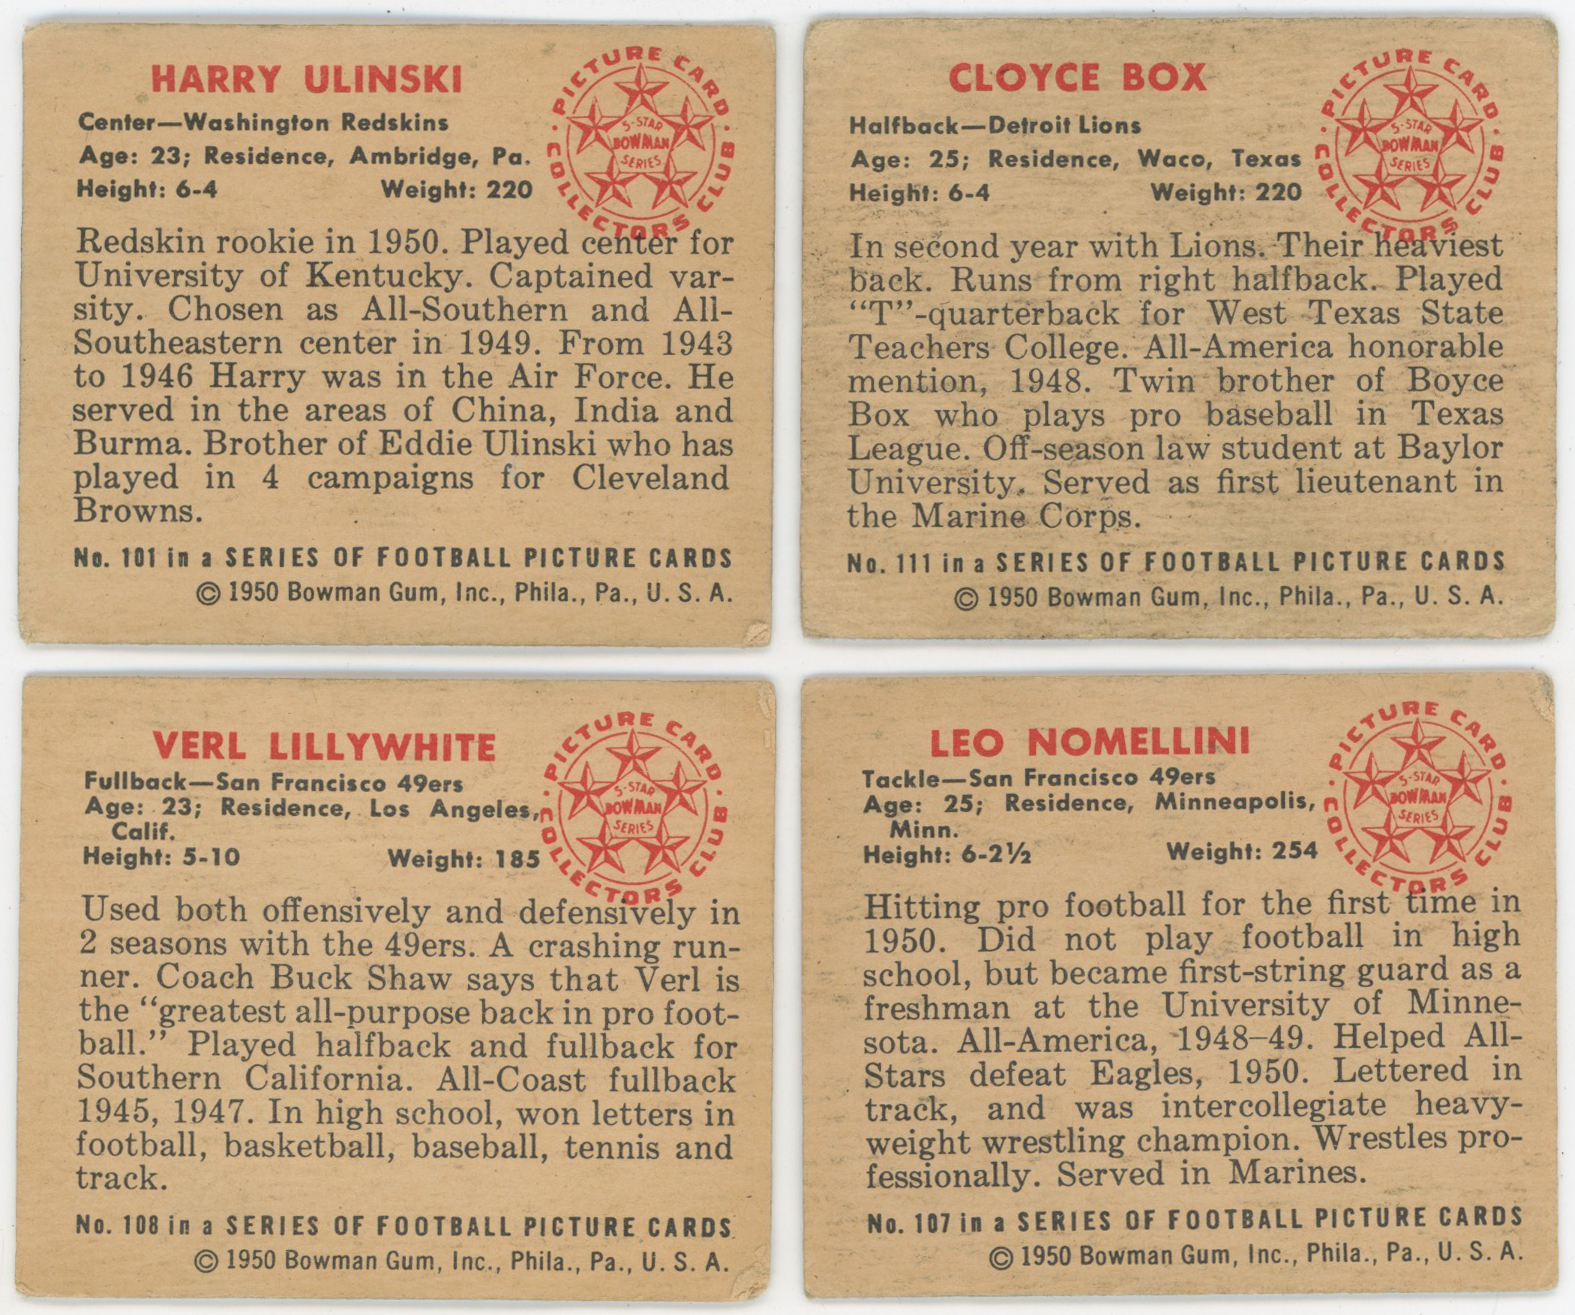 HARRY ULINSKI
Center—Washington Redskins
Age: 23; Residence, Ambridge, Pa.
Height: 6-4 Weight: 220
PICTURE CARD COLLECTORS CLUB
5-STAR
BOWMAN
SERIES
Redskin rookie in 1950. Played center for
University of Kentucky. Captained var-
sity. Chosen as All-Southern and All-
Southeastern center in 1949. From 1943
to 1946 Harry was in the Air Force. He
served in the areas of China, India and
Burma. Brother of Eddie Ulinski who has
played in 4 campaigns for Cleveland
Browns.
No. 101 in a SERIES OF FOOTBALL PICTURE CARDS
© 1950 Bowman Gum, Inc., Phila., Pa., U. S. A.
CLOYCE BOX
Halfback—Detroit Lions
Age: 25; Residence, Waco, Texas
Height: 6-4 Weight: 220
PICTURE CARD COLLECTORS CLUB
5-STAR
BOWMAN
SERIES
In second year with Lions. Their heaviest
back. Runs from right halfback. Played
“T”-quarterback for West Texas State
Teachers College. All-America honorable
mention, 1948. Twin brother of Boyce
Box who plays pro baseball in Texas
League. Off-season law student at Baylor
University. Served as first lieutenant in
the Marine Corps.
No. 111 in a SERIES OF FOOTBALL PICTURE CARDS
© 1950 Bowman Gum, Inc., Phila., Pa., U. S. A.
VERL LILLYWHITE
Fullback—San Francisco 49ers
Age: 23; Residence, Los Angeles,
Calif.
Height: 5-10 Weight: 185
PICTURE CARD COLLECTORS CLUB
5-STAR
BOWMAN
SERIES
Used both offensively and defensively in
2 seasons with the 49ers. A crashing run-
ner. Coach Buck Shaw says that Verl is
the “greatest all-purpose back in pro foot-
ball.” Played halfback and fullback for
Southern California. All-Coast fullback
1945, 1947. In high school, won letters in
football, basketball, baseball, tennis and
track.
No. 108 in a SERIES OF FOOTBALL PICTURE CARDS
© 1950 Bowman Gum, Inc., Phila., Pa., U. S. A.
LEO NOMELLINI
Tackle—San Francisco 49ers
Age: 25; Residence, Minneapolis,
Minn.
Height: 6-2½ Weight: 254
PICTURE CARD COLLECTORS CLUB
5-STAR
BOWMAN
SERIES
Hitting pro football for the first time in
1950. Did not play football in high
school, but became first-string guard as a
freshman at the University of Minne-
sota. All-America, 1948–49. Helped All-
Stars defeat Eagles, 1950. Lettered in
track, and was intercollegiate heavy-
weight wrestling champion. Wrestles pro-
fessionally. Served in Marines.
No. 107 in a SERIES OF FOOTBALL PICTURE CARDS
© 1950 Bowman Gum, Inc., Phila., Pa., U. S. A.